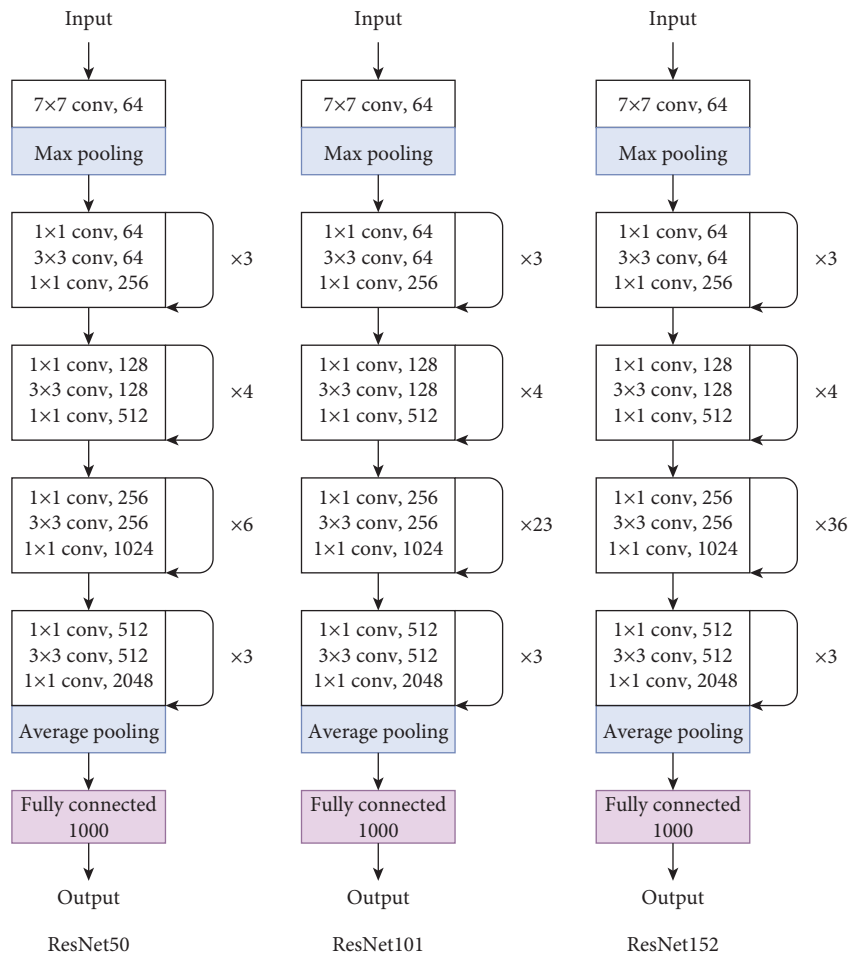 Input
7×7 conv, 64
Max pooling
1×1 conv, 64
3×3 conv, 64
1×1 conv, 256
×3
1×1 conv, 128
3×3 conv, 128
1×1 conv, 512
×4
1×1 conv, 256
3×3 conv, 256
1×1 conv, 1024
×6
1×1 conv, 512
3×3 conv, 512
1×1 conv, 2048
×3
Average pooling
Fully connected
1000
Output
ResNet50
Input
7×7 conv, 64
Max pooling
1×1 conv, 64
3×3 conv, 64
1×1 conv, 256
×3
1×1 conv, 128
3×3 conv, 128
1×1 conv, 512
×4
1×1 conv, 256
3×3 conv, 256
1×1 conv, 1024
×23
1×1 conv, 512
3×3 conv, 512
1×1 conv, 2048
×3
Average pooling
Fully connected
1000
Output
ResNet101
Input
7×7 conv, 64
Max pooling
1×1 conv, 64
3×3 conv, 64
1×1 conv, 256
×3
1×1 conv, 128
3×3 conv, 128
1×1 conv, 512
×4
1×1 conv, 256
3×3 conv, 256
1×1 conv, 1024
×36
1×1 conv, 512
3×3 conv, 512
1×1 conv, 2048
×3
Average pooling
Fully connected
1000
Output
ResNet152